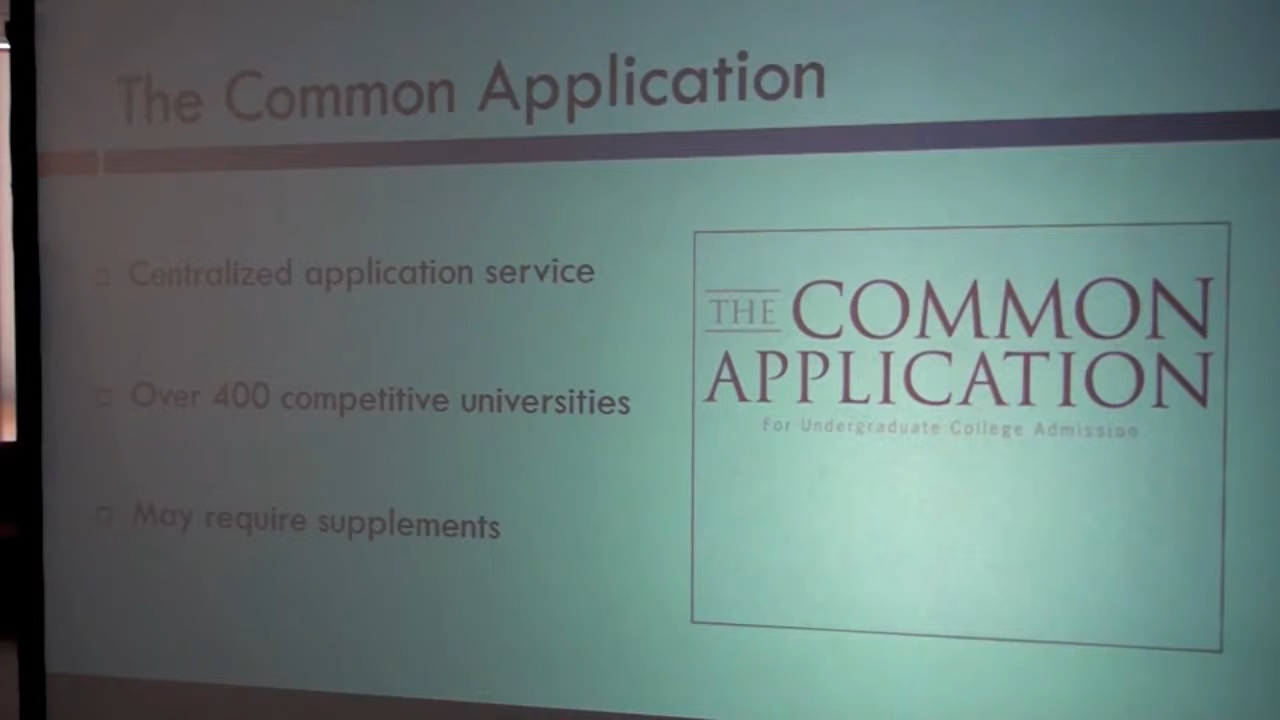 The Common Application
Centralized application service
Over 400 competitive universities
May require supplements
THE COMMON
APPLICATION
For Undergraduate College Admission